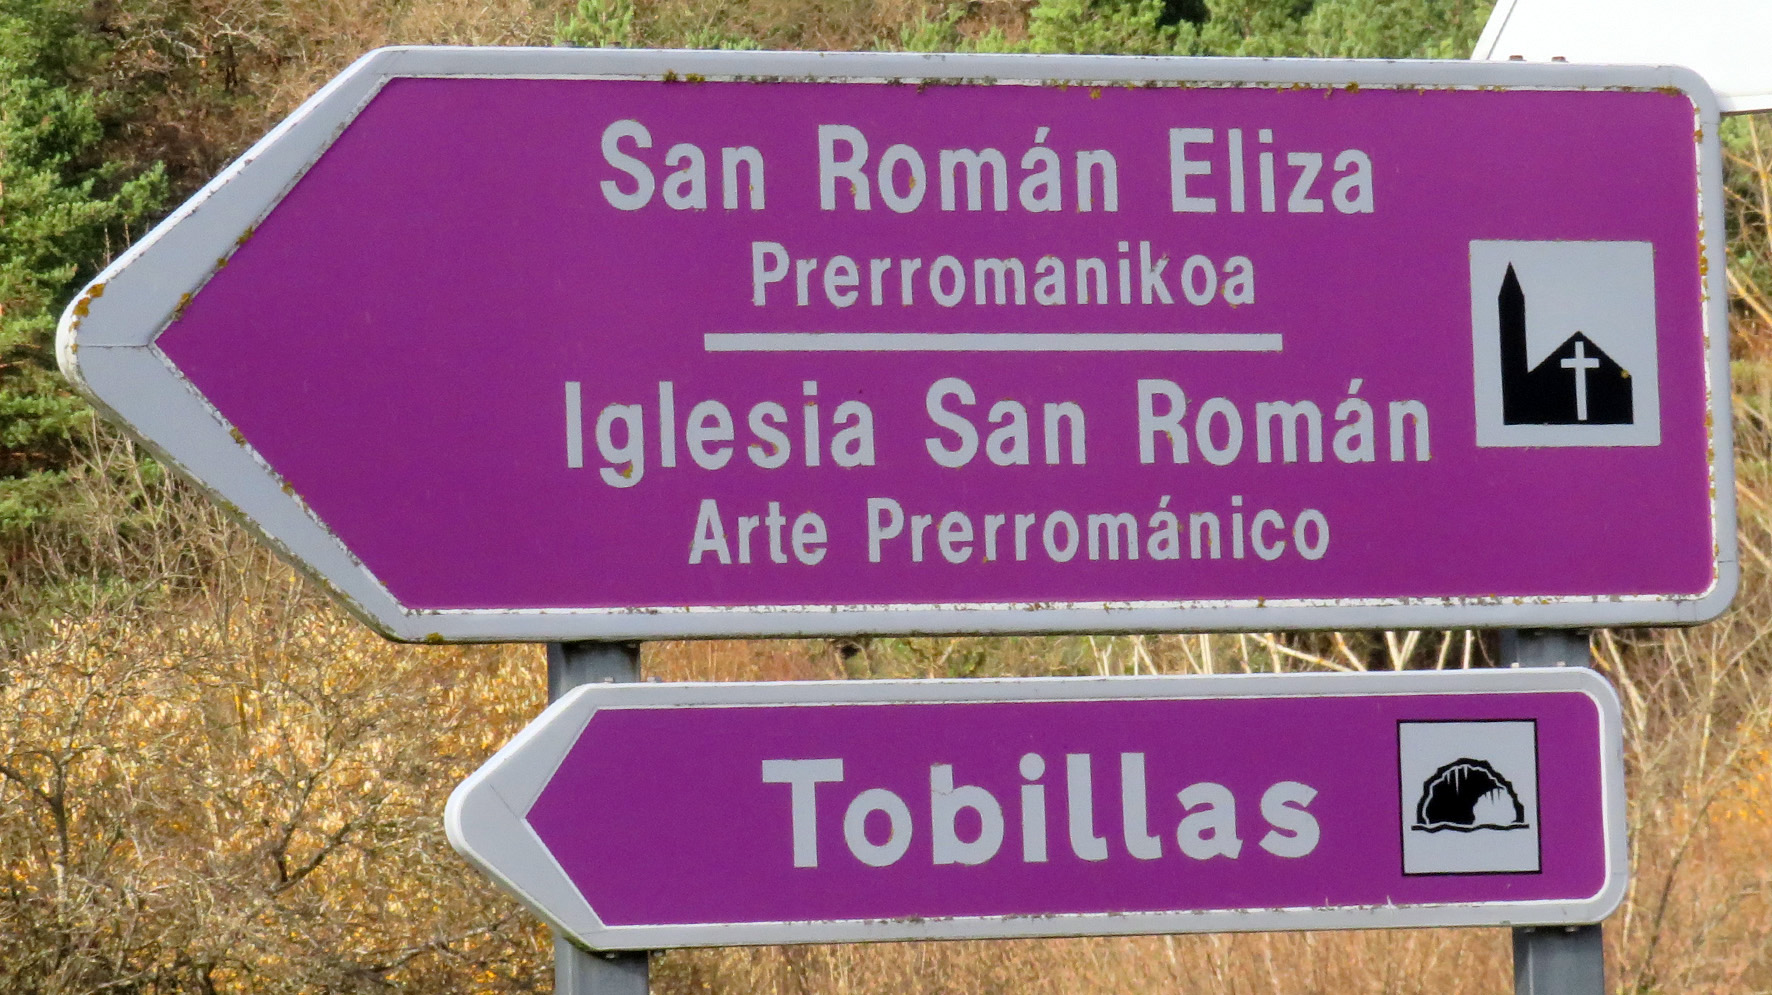 San Román Eliza
Prerromanikoa
Iglesia San Román
Arte Prerrománico
Tobillas